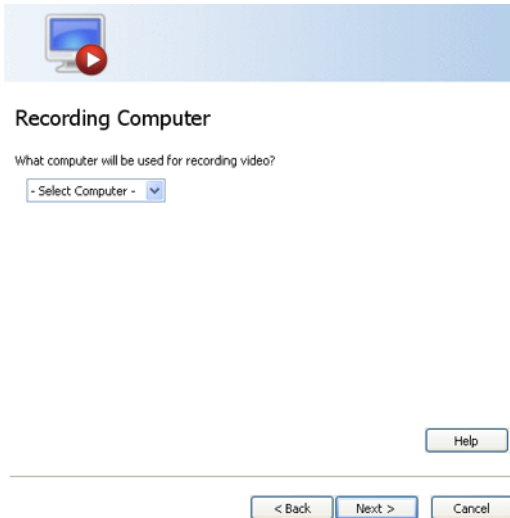 Recording Computer
What computer will be used for recording video?
- Select Computer -
Help
< Back Next > Cancel